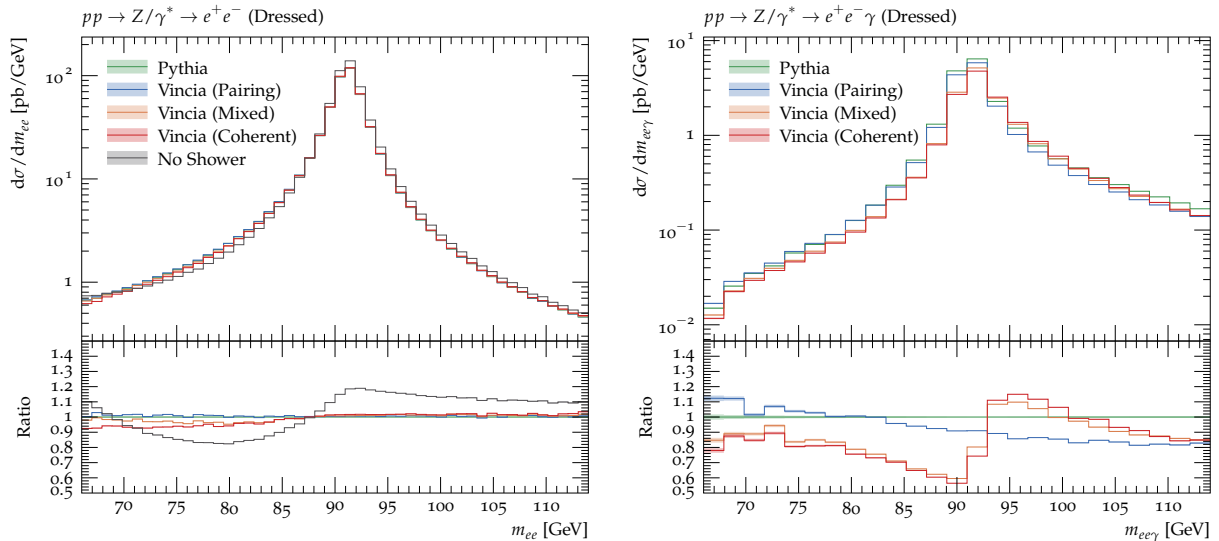 pp → Z/γ* → e⁺e⁻ (Dressed)
dσ/dm_ee [pb/GeV]
10²
10¹
1
Pythia
Vincia (Pairing)
Vincia (Mixed)
Vincia (Coherent)
No Shower
Ratio
1.4
1.3
1.2
1.1
1
0.9
0.8
0.7
0.6
0.5
70 75 80 85 90 95 100 105 110
m_ee [GeV]
pp → Z/γ* → e⁺e⁻γ (Dressed)
dσ/dm_eeγ [pb/GeV]
10¹
1
10⁻¹
10⁻²
Pythia
Vincia (Pairing)
Vincia (Mixed)
Vincia (Coherent)
Ratio
1.4
1.3
1.2
1.1
1
0.9
0.8
0.7
0.6
0.5
70 75 80 85 90 95 100 105 110
m_eeγ [GeV]